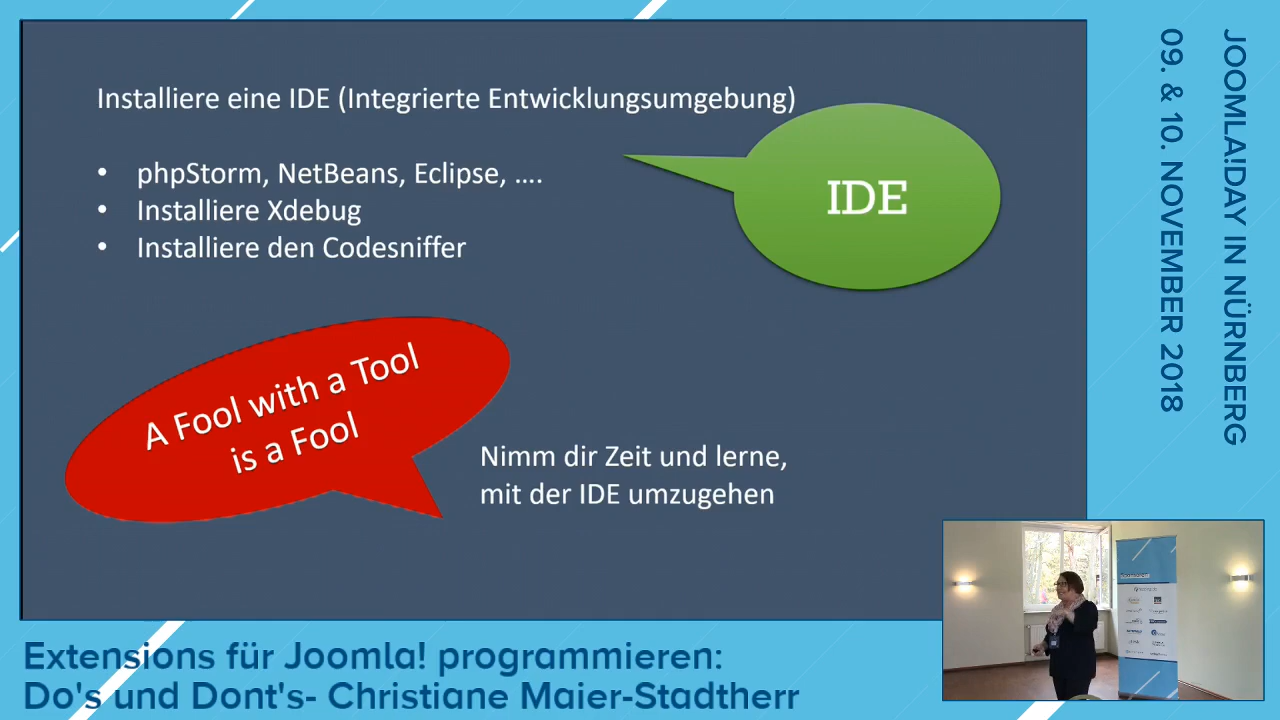 Installiere eine IDE (Integrierte Entwicklungsumgebung)
• phpStorm, NetBeans, Eclipse, ....
• Installiere Xdebug
• Installiere den Codesniffer
IDE
A Fool with a Tool
is a Fool
Nimm dir Zeit und lerne,
mit der IDE umzugehen
JOOMLA!DAY IN NÜRNBERG
09. & 10. NOVEMBER 2018
Extensions für Joomla! programmieren:
Do's und Dont's- Christiane Maier-Stadtherr